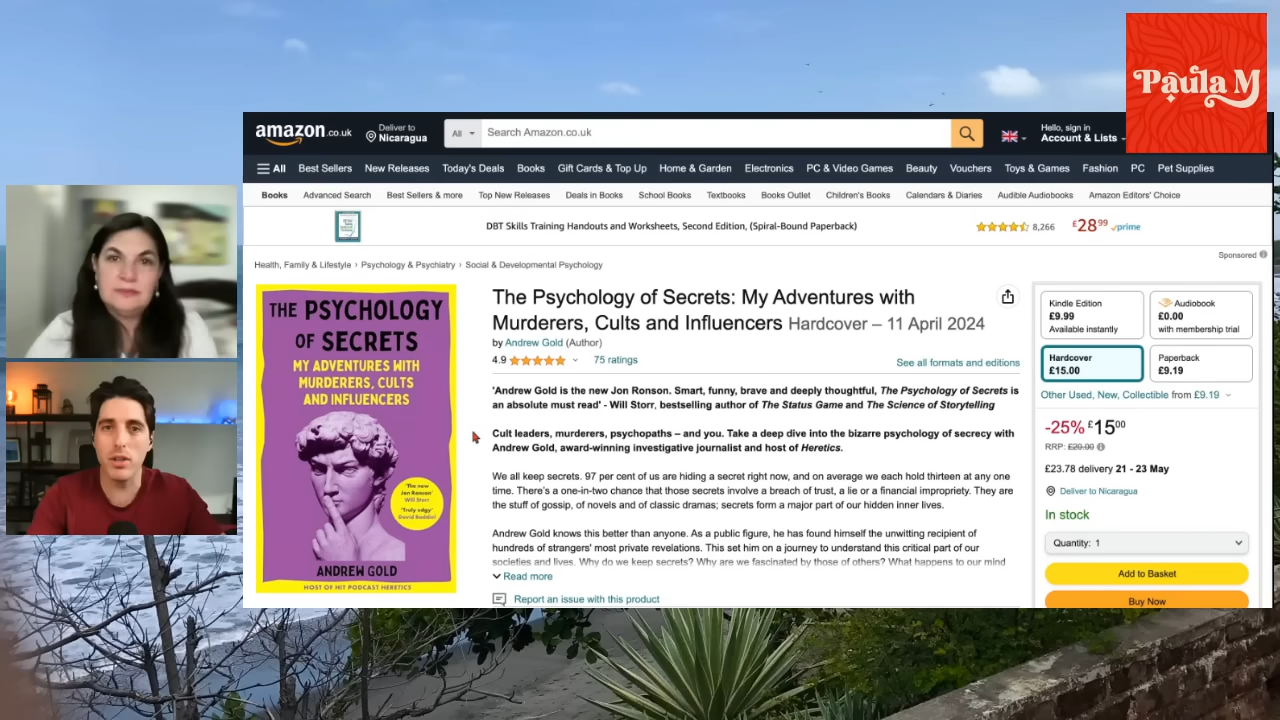 Paula M
amazon.co.uk
Deliver to
Nicaragua
All
Search Amazon.co.uk
Hello, sign in
Account & Lists
All
Best Sellers
New Releases
Today's Deals
Books
Gift Cards & Top Up
Home & Garden
Electronics
PC & Video Games
Beauty
Vouchers
Toys & Games
Fashion
PC
Pet Supplies
Books
Advanced Search
Best Sellers & more
Top New Releases
Deals in Books
School Books
Textbooks
Books Outlet
Children's Books
Calendars & Diaries
Audible Audiobooks
Amazon Editors' Choice
DBT Skills Training Handouts and Worksheets, Second Edition, (Spiral-Bound Paperback)
8,266
£28.99 prime
Sponsored
Health, Family & Lifestyle › Psychology & Psychiatry › Social & Developmental Psychology
THE PSYCHOLOGY
OF SECRETS
MY ADVENTURES WITH
MURDERERS, CULTS
AND INFLUENCERS
'The new
Jon Ronson'
Will Storr
'Truly edgy'
David Baddiel
ANDREW GOLD
HOST OF HIT PODCAST HERETICS
The Psychology of Secrets: My Adventures with
Murderers, Cults and Influencers Hardcover – 11 April 2024
by Andrew Gold (Author)
4.9
75 ratings
See all formats and editions
'Andrew Gold is the new Jon Ronson. Smart, funny, brave and deeply thoughtful, The Psychology of Secrets is
an absolute must read' - Will Storr, bestselling author of The Status Game and The Science of Storytelling
Cult leaders, murderers, psychopaths – and you. Take a deep dive into the bizarre psychology of secrecy with
Andrew Gold, award-winning investigative journalist and host of Heretics.
We all keep secrets. 97 per cent of us are hiding a secret right now, and on average we each hold thirteen at any one
time. There's a one-in-two chance that those secrets involve a breach of trust, a lie or a financial impropriety. They are
the stuff of gossip, of novels and of classic dramas; secrets form a major part of our hidden inner lives.
Andrew Gold knows this better than anyone. As a public figure, he has found himself the unwitting recipient of
hundreds of strangers' most private revelations. This set him on a journey to understand this critical part of our
societies and lives. Why do we keep secrets? Why are we fascinated by those of others? What happens to our mind
Read more
Report an issue with this product
Kindle Edition
£9.99
Available instantly
Audiobook
£0.00
with membership trial
Hardcover
£15.00
Paperback
£9.19
Other Used, New, Collectible from £9.19
-25% £15.00
RRP: £20.00
£23.78 delivery 21 - 23 May
Deliver to Nicaragua
In stock
Quantity: 1
Add to Basket
Buy Now